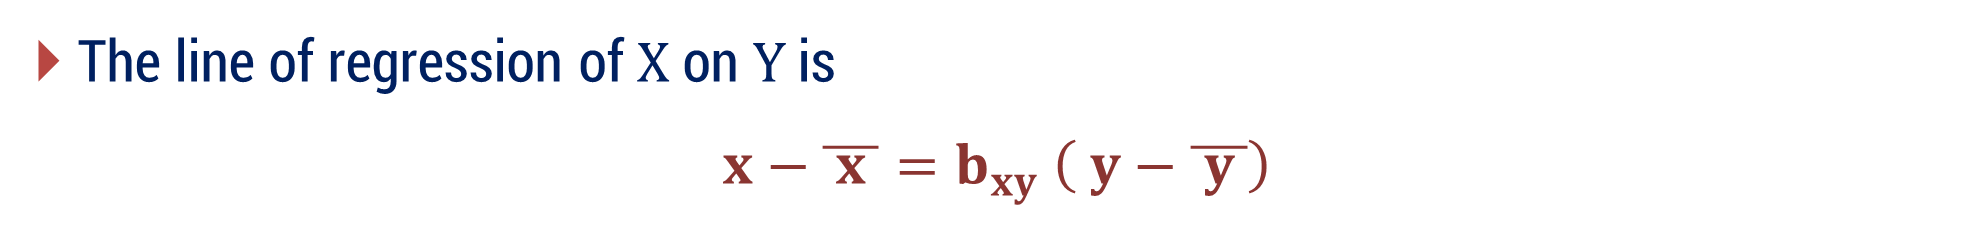 The line of regression of X on Y is
x − x̅ = bxy ( y − y̅ )